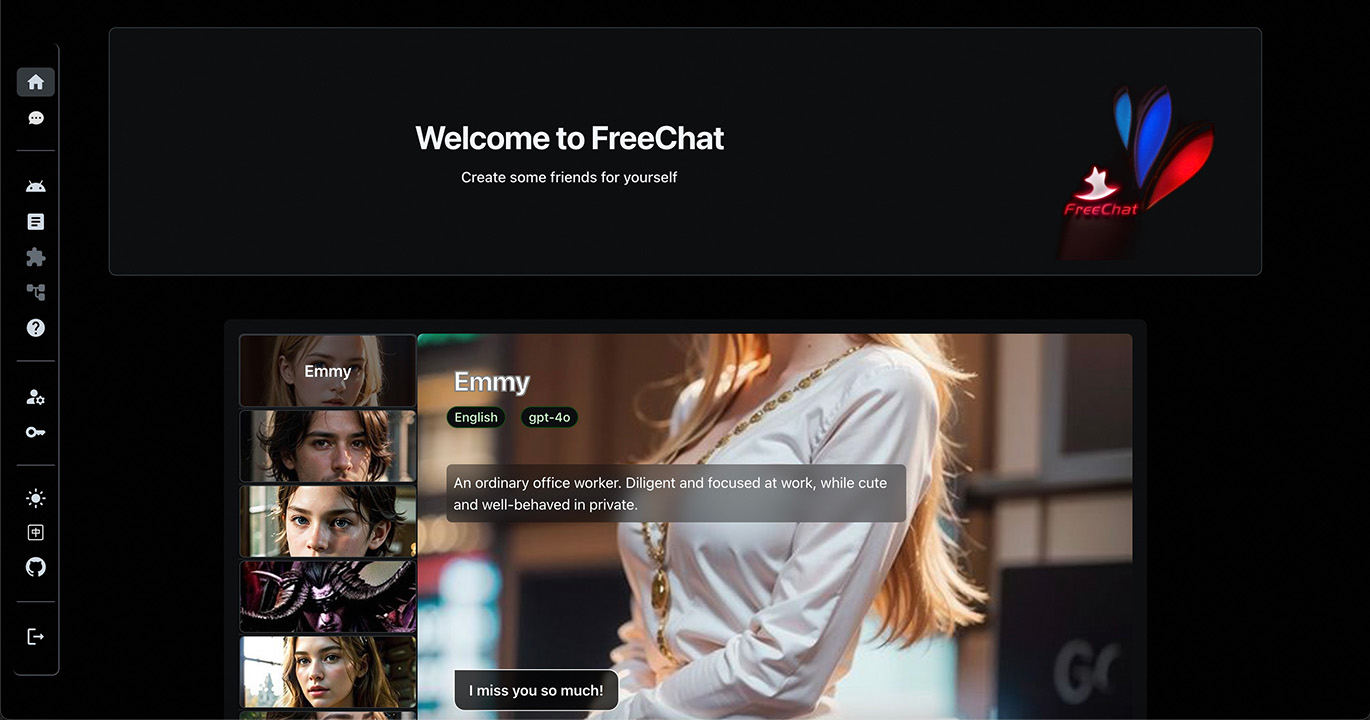 Welcome to FreeChat
Create some friends for yourself
FreeChat
中
Emmy
Emmy
English
gpt-4o
An ordinary office worker. Diligent and focused at work, while cute
and well-behaved in private.
I miss you so much!